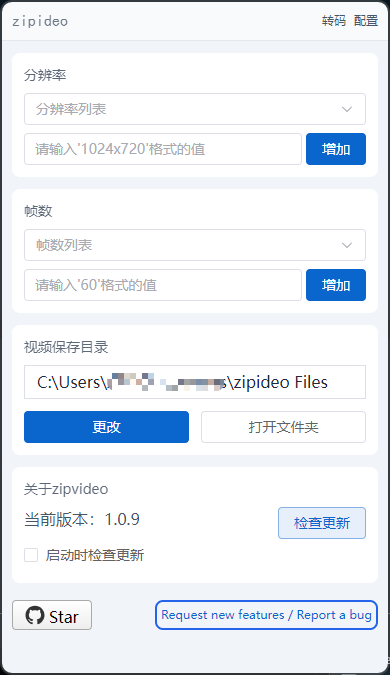 zipideo
转码 配置
分辨率
分辨率列表
请输入'1024x720'格式的值 增加
帧数
帧数列表
请输入'60'格式的值 增加
视频保存目录
C:\Users\ s\zipideo Files
更改 打开文件夹
关于zipvideo
当前版本：1.0.9 检查更新
启动时检查更新
Star Request new features / Report a bug